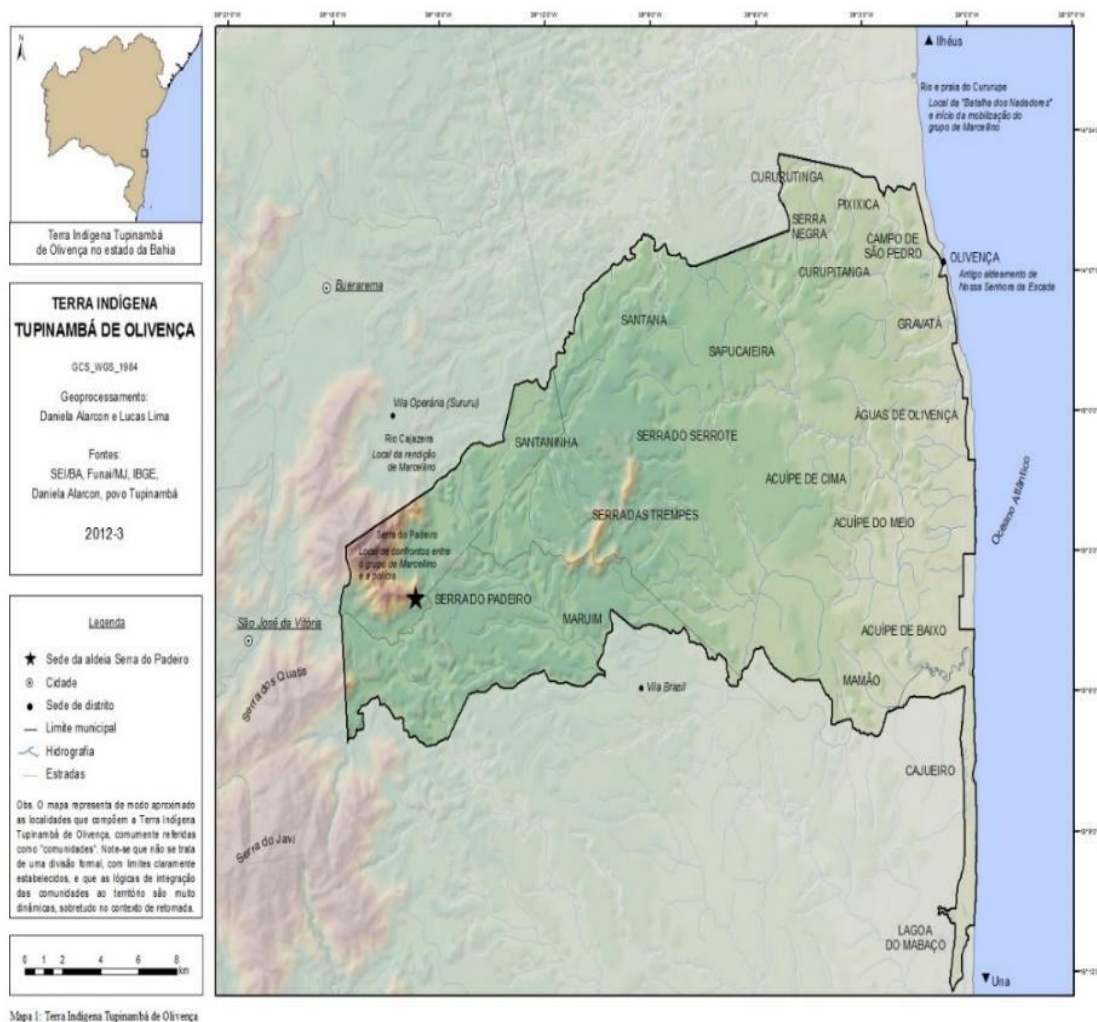 Terra Indígena Tupinambá
de Olivença no estado da Bahia
TERRA INDÍGENA
TUPINAMBÁ DE OLIVENÇA
GCS_WGS_1984
Geoprocessamento:
Daniela Alarcon e Lucas Lima
Fontes:
SEI/BA, Funai/MJ, IBGE,
Daniela Alarcon, povo Tupinambá
2012-3
Legenda
Sede da aldeia Serra do Padeiro
Cidade
Sede de distrito
Limite municipal
Hidrografia
Estradas
Obs. O mapa representa de modo aproximado
as localidades que compõem a Terra Indígena
Tupinambá de Olivença, comumente referidas
como "comunidades". Note-se que não se trata
de uma divisão formal, com limites claramente
estabelecidos, e que as lógicas de integração
das comunidades ao território são muito
dinâmicas, sobretudo no contexto de retomada.
0 1 2 4 6 8
km
Mapa 1: Terra Indígena Tupinambá de Olivença
N
Ilhéus
Rio e praia do Cururupe
Local da "Batalha dos Nadadores"
e início da mobilização do
grupo de Marcellino
CURURUTINGA
PIXIXICA
SERRA
NEGRA
CAMPO DE
SÃO PEDRO
OLIVENÇA
Antigo aldeamento de
Nossa Senhora da Escada
CURUPITANGA
Buerarema
SANTANA
GRAVATÁ
SAPUCAIEIRA
Vila Operária (Sururu)
ÁGUAS DE OLIVENÇA
Rio Cajazeira
Local da rendição
de Marcellino
SANTANINHA
SERRA DO SERROTE
ACUÍPE DE CIMA
SERRA DAS TREMPES
ACUÍPE DO MEIO
Oceano Atlântico
Serra do Padeiro
Local de confrontos entre
o grupo de Marcellino
e a polícia
SERRA DO PADEIRO
MARUIM
São José da Vitória
ACUÍPE DE BAIXO
Serra dos Quatis
MAMÃO
Vila Brasil
CAJUEIRO
Serra do Javi
LAGOA
DO MABAÇO
Una